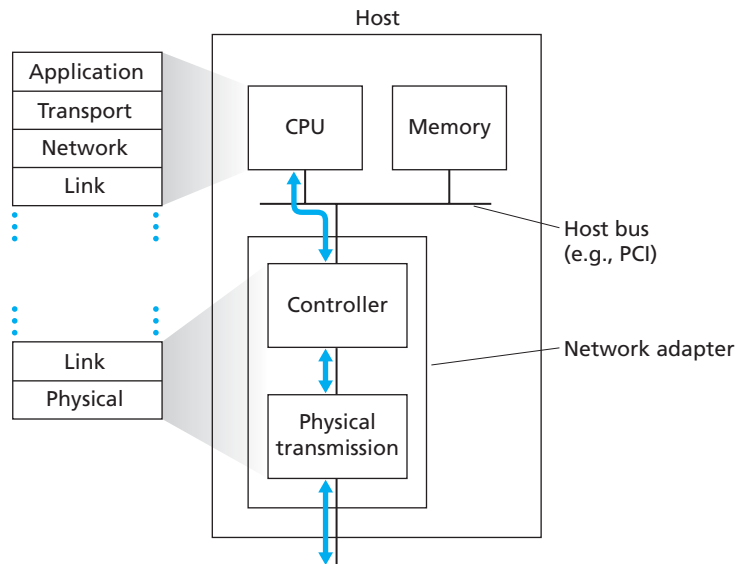 Host
Application
Transport
Network
Link
CPU
Memory
Host bus
(e.g., PCI)
Controller
Link
Physical
Network adapter
Physical
transmission